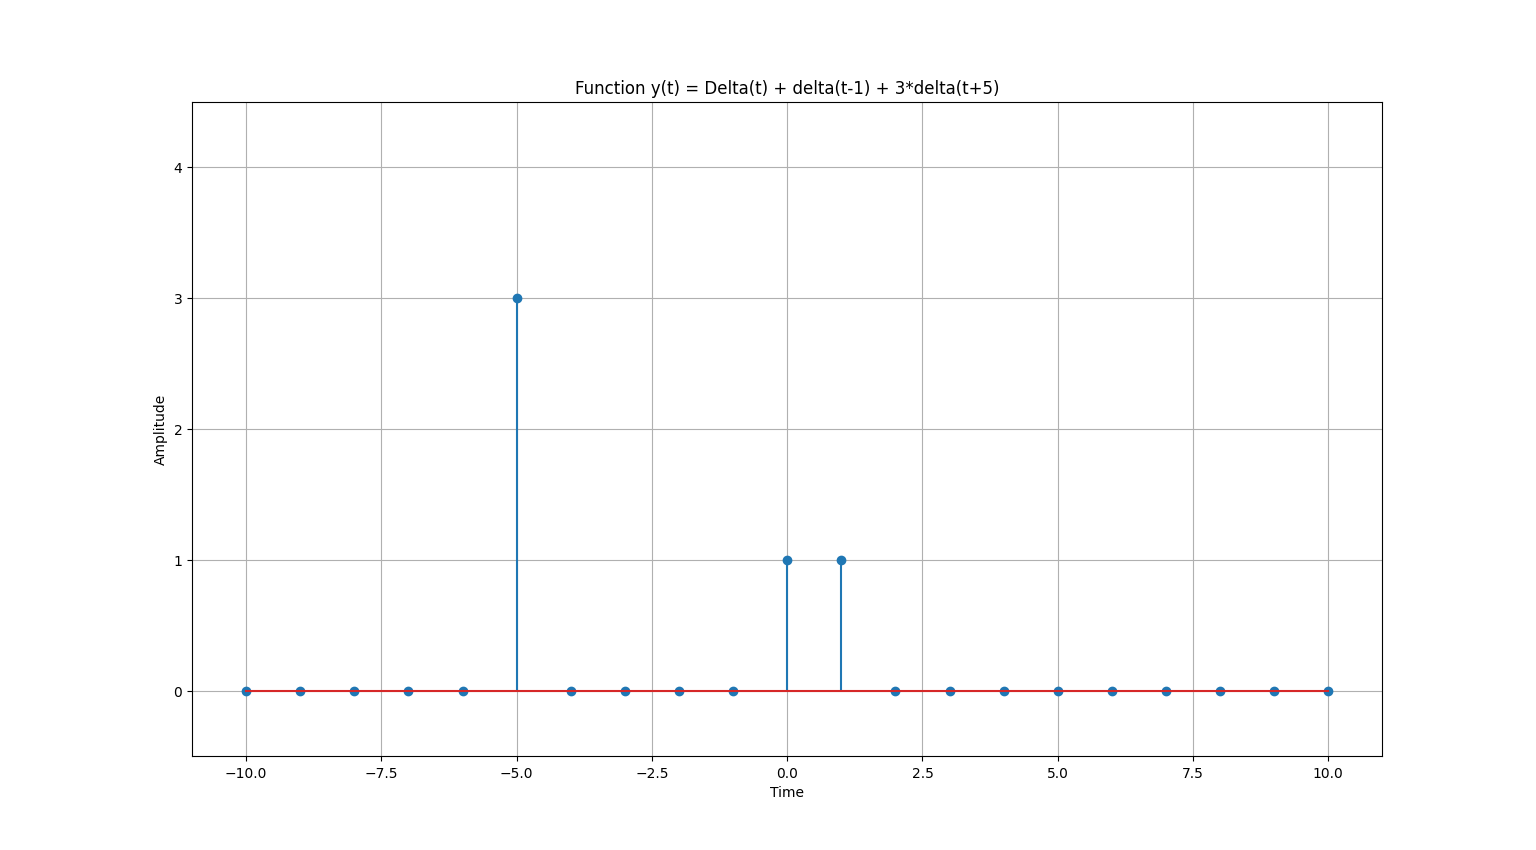 Function y(t) = Delta(t) + delta(t-1) + 3*delta(t+5)
4
3
2
1
0
Amplitude
−10.0 −7.5 −5.0 −2.5 0.0 2.5 5.0 7.5 10.0
Time